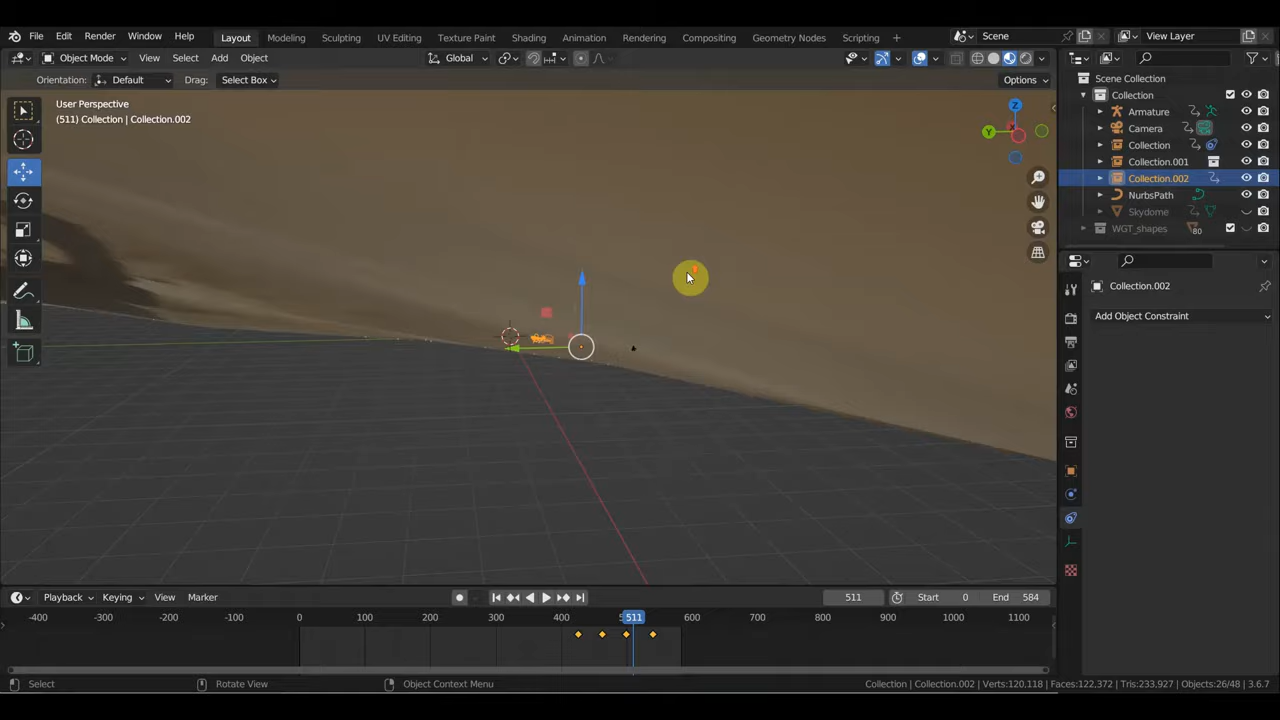 File Edit Render Window Help Layout Modeling Sculpting UV Editing Texture Paint Shading Animation Rendering Compositing Geometry Nodes Scripting Scene View Layer
Object Mode View Select Add Object Global
Orientation: Default Drag: Select Box Options
User Perspective
(511) Collection | Collection.002
Z
Y
X
Scene Collection
Collection
Armature
Camera
Collection
Collection.001
Collection.002
NurbsPath
Skydome
WGT_shapes 80
Collection.002
Add Object Constraint
Playback Keying View Marker 511 Start 0 End 584
-400 -300 -200 -100 0 100 200 300 400 511 600 700 800 900 1000 1100
Select Rotate View Object Context Menu Collection | Collection.002 | Verts:120,118 | Faces:122,372 | Tris:233,927 | Objects:26/48 | 3.6.7